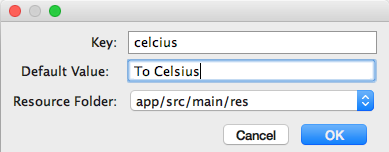 Key: celcius
Default Value: To Celsius
Resource Folder: app/src/main/res
Cancel OK